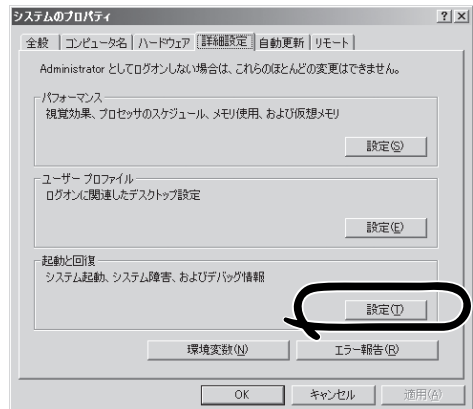 システムのプロパティ
全般 コンピュータ名 ハードウェア 詳細設定 自動更新 リモート
Administrator としてログオンしない場合は、これらのほとんどの変更はできません。
パフォーマンス
視覚効果、プロセッサのスケジュール、メモリ使用、および仮想メモリ
設定(S)
ユーザー プロファイル
ログオンに関連したデスクトップ設定
設定(E)
起動と回復
システム起動、システム障害、およびデバッグ情報
設定(T)
環境変数(N) エラー報告(R)
OK キャンセル 適用(A)